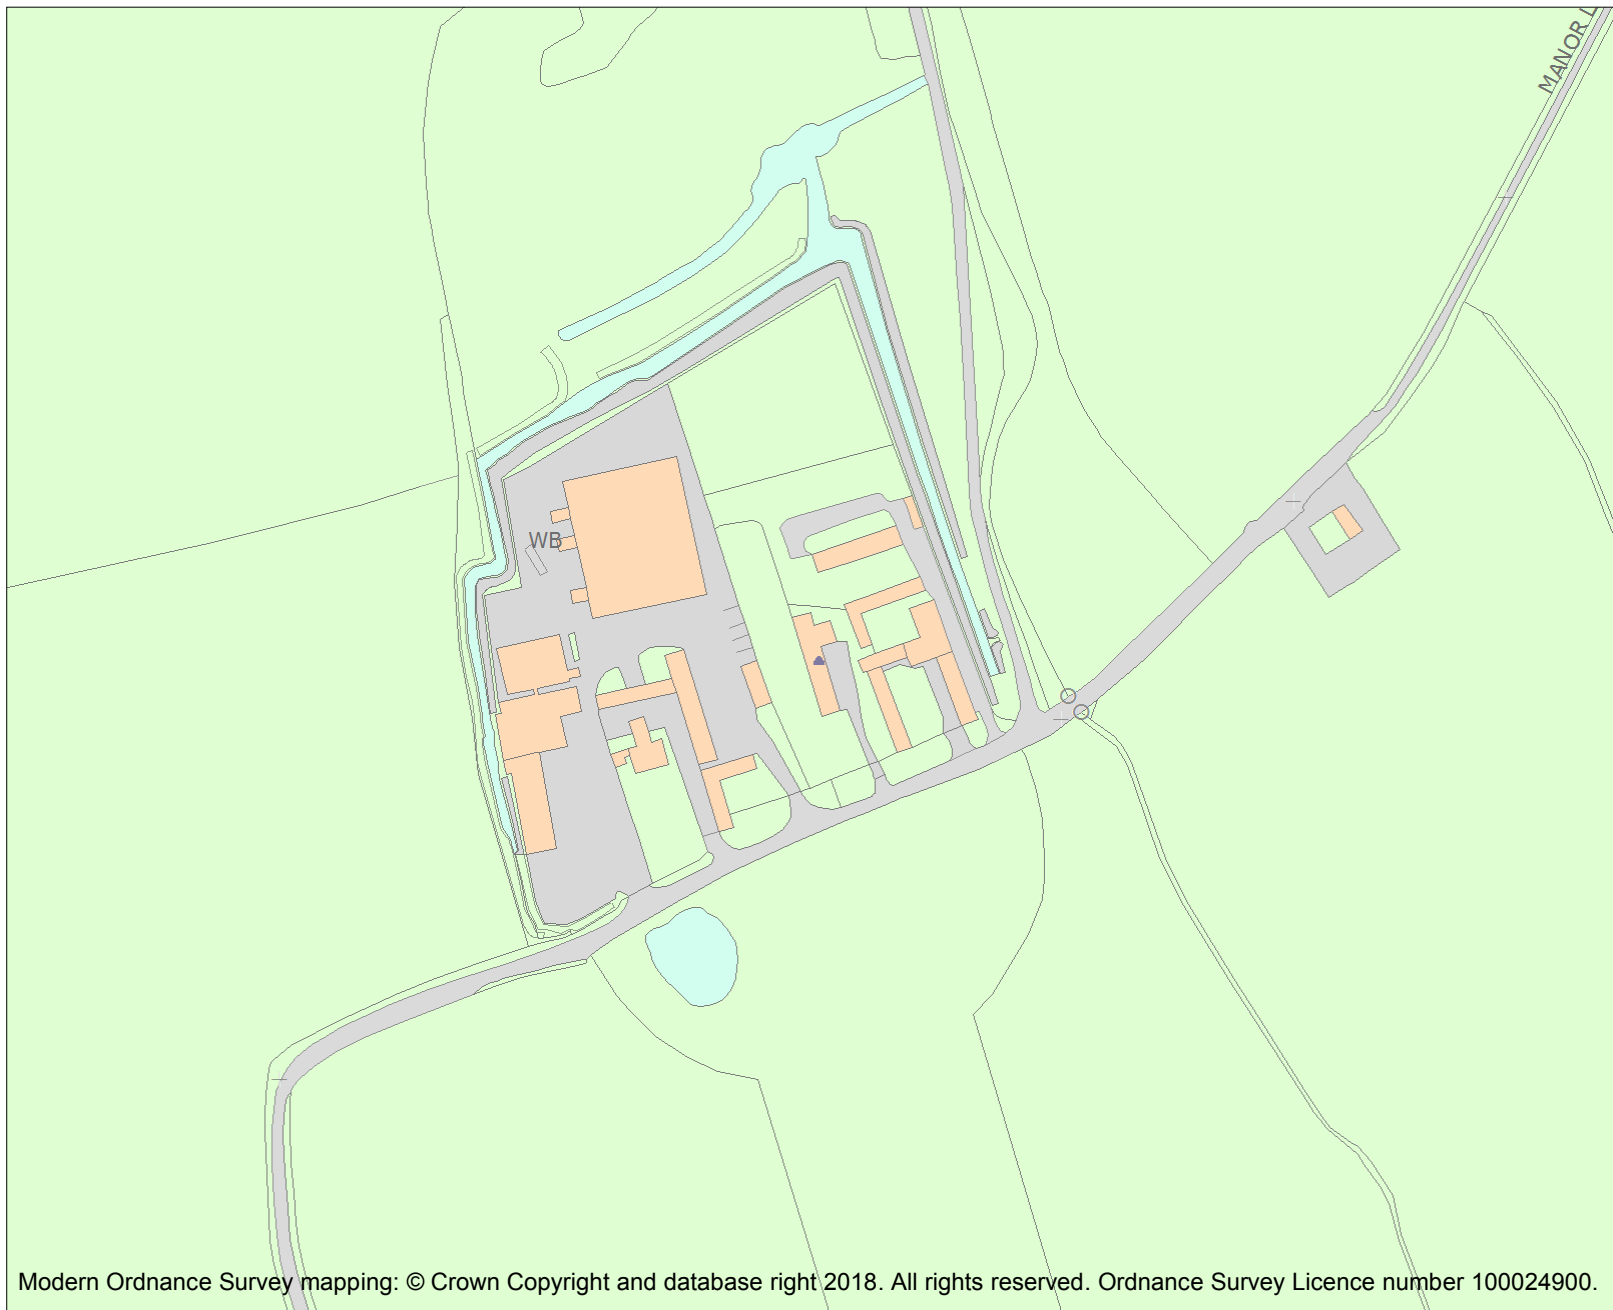 MANOR L
WB
Modern Ordnance Survey mapping: © Crown Copyright and database right 2018. All rights reserved. Ordnance Survey Licence number 100024900.